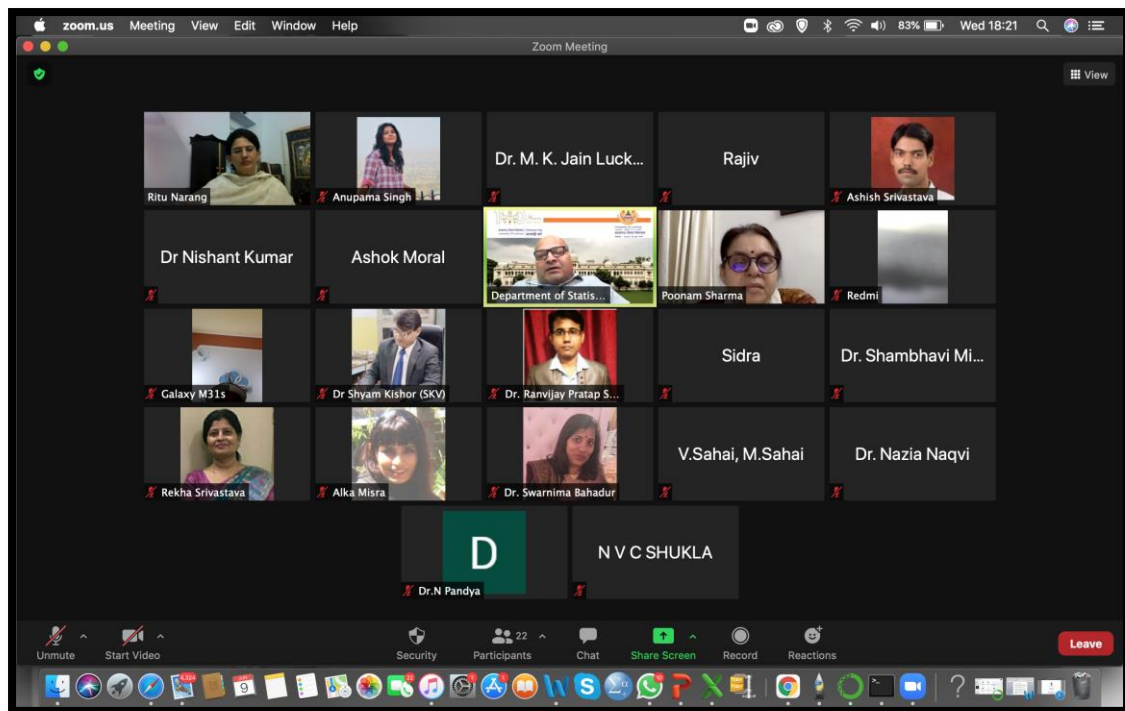 zoom.us Meeting View Edit Window Help 83% Wed 18:21
Zoom Meeting
View
Ritu Narang
Anupama Singh
Dr. M. K. Jain Luck...
Rajiv
Ashish Srivastava
Dr Nishant Kumar
Ashok Moral
Department of Statis...
Poonam Sharma
Redmi
Galaxy M31s
Dr Shyam Kishor (SKV)
Dr. Ranvijay Pratap S...
Sidra
Dr. Shambhavi Mi...
Rekha Srivastava
Alka Misra
Dr. Swarnima Bahadur
V.Sahai, M.Sahai
Dr. Nazia Naqvi
D
Dr.N Pandya
N V C SHUKLA
Unmute Start Video Security Participants 22 Chat Share Screen Record Reactions Leave
4,324
9